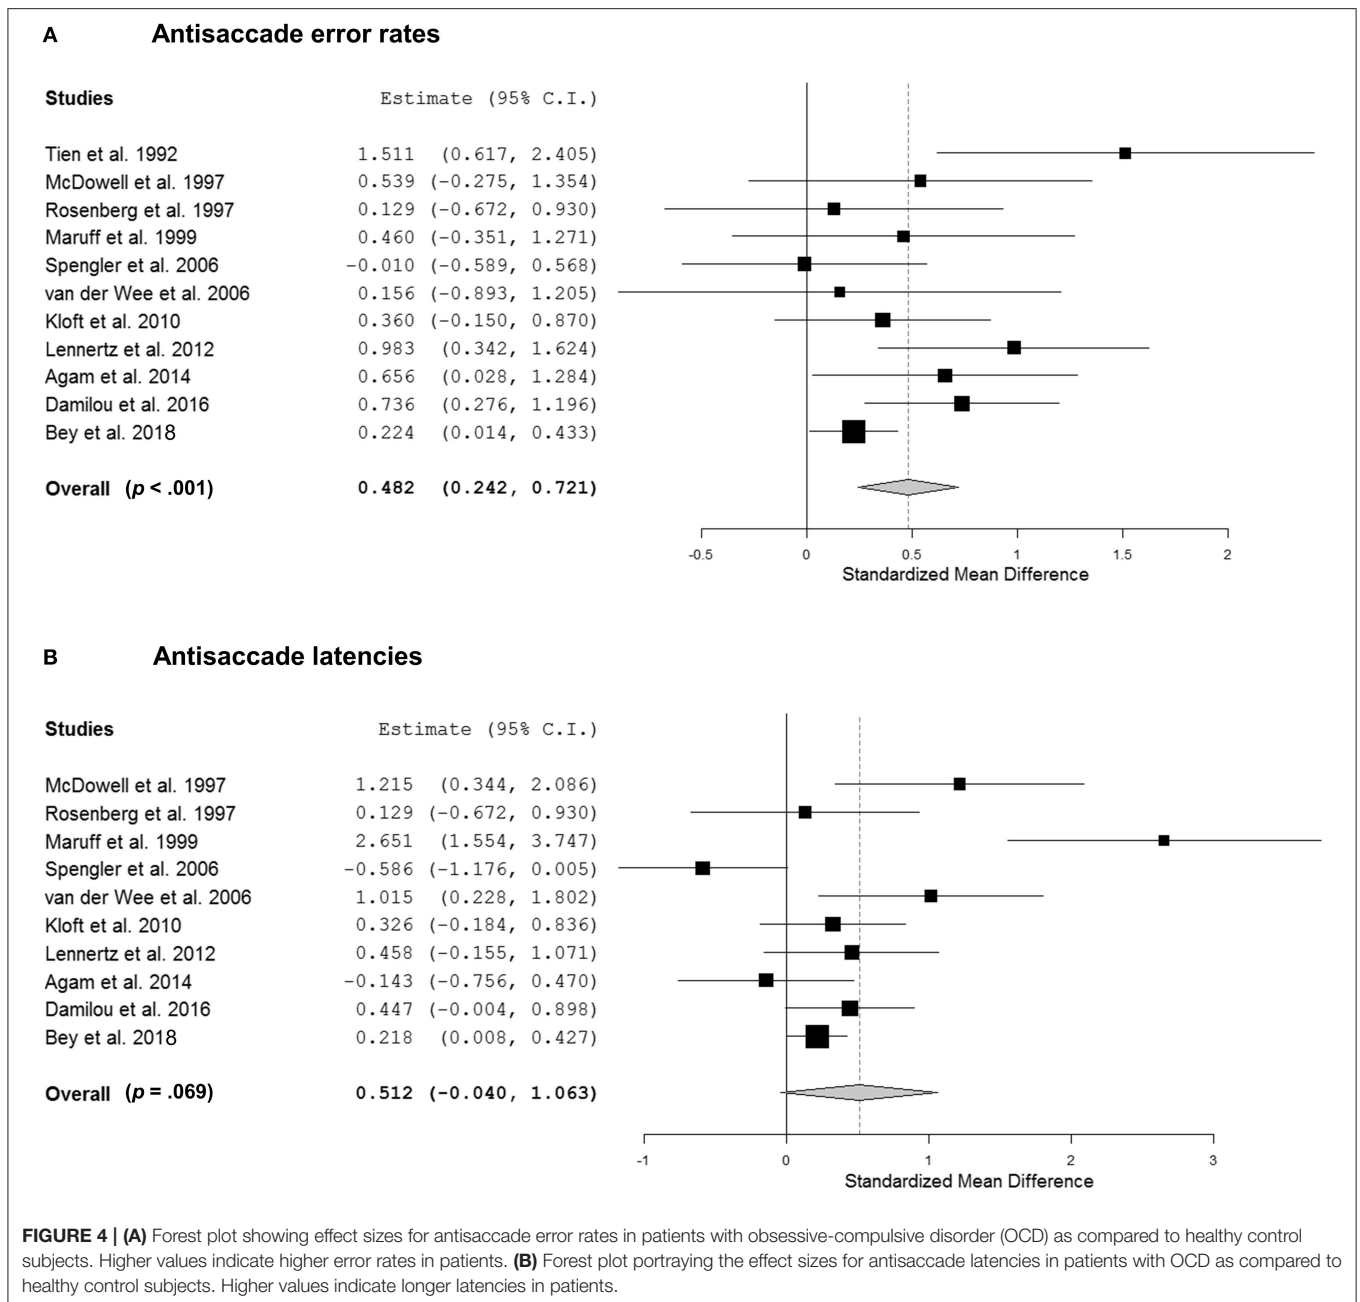 A Antisaccade error rates
Studies Estimate (95% C.I.)
Tien et al. 1992 1.511 (0.617, 2.405)
McDowell et al. 1997 0.539 (-0.275, 1.354)
Rosenberg et al. 1997 0.129 (-0.672, 0.930)
Maruff et al. 1999 0.460 (-0.351, 1.271)
Spengler et al. 2006 -0.010 (-0.589, 0.568)
van der Wee et al. 2006 0.156 (-0.893, 1.205)
Kloft et al. 2010 0.360 (-0.150, 0.870)
Lennertz et al. 2012 0.983 (0.342, 1.624)
Agam et al. 2014 0.656 (0.028, 1.284)
Damilou et al. 2016 0.736 (0.276, 1.196)
Bey et al. 2018 0.224 (0.014, 0.433)
Overall (p < .001) 0.482 (0.242, 0.721)
-0.5 0 0.5 1 1.5 2
Standardized Mean Difference
B Antisaccade latencies
Studies Estimate (95% C.I.)
McDowell et al. 1997 1.215 (0.344, 2.086)
Rosenberg et al. 1997 0.129 (-0.672, 0.930)
Maruff et al. 1999 2.651 (1.554, 3.747)
Spengler et al. 2006 -0.586 (-1.176, 0.005)
van der Wee et al. 2006 1.015 (0.228, 1.802)
Kloft et al. 2010 0.326 (-0.184, 0.836)
Lennertz et al. 2012 0.458 (-0.155, 1.071)
Agam et al. 2014 -0.143 (-0.756, 0.470)
Damilou et al. 2016 0.447 (-0.004, 0.898)
Bey et al. 2018 0.218 (0.008, 0.427)
Overall (p = .069) 0.512 (-0.040, 1.063)
-1 0 1 2 3
Standardized Mean Difference
FIGURE 4 | (A) Forest plot showing effect sizes for antisaccade error rates in patients with obsessive-compulsive disorder (OCD) as compared to healthy control
subjects. Higher values indicate higher error rates in patients. (B) Forest plot portraying the effect sizes for antisaccade latencies in patients with OCD as compared to
healthy control subjects. Higher values indicate longer latencies in patients.